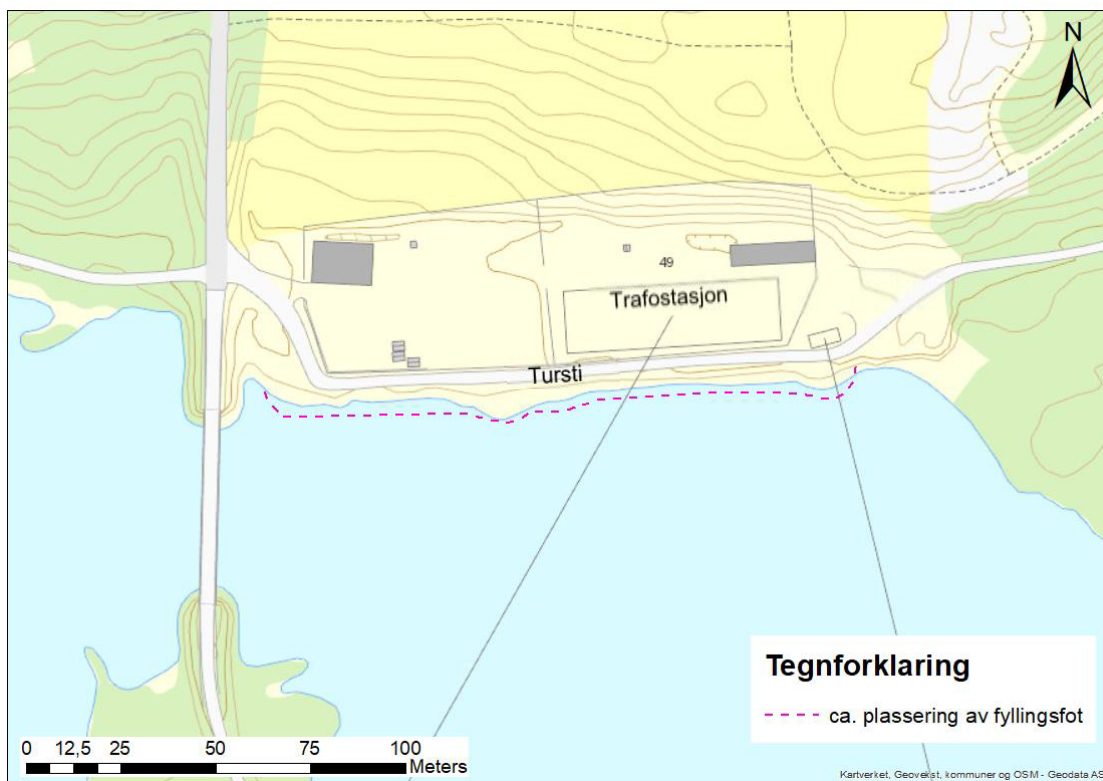 N
49
Trafostasjon
Tursti
Tegnforklaring
ca. plassering av fyllingsfot
0 12,5 25 50 75 100
Meters
Kartverket, Geovekst, kommuner og OSM - Geodata AS